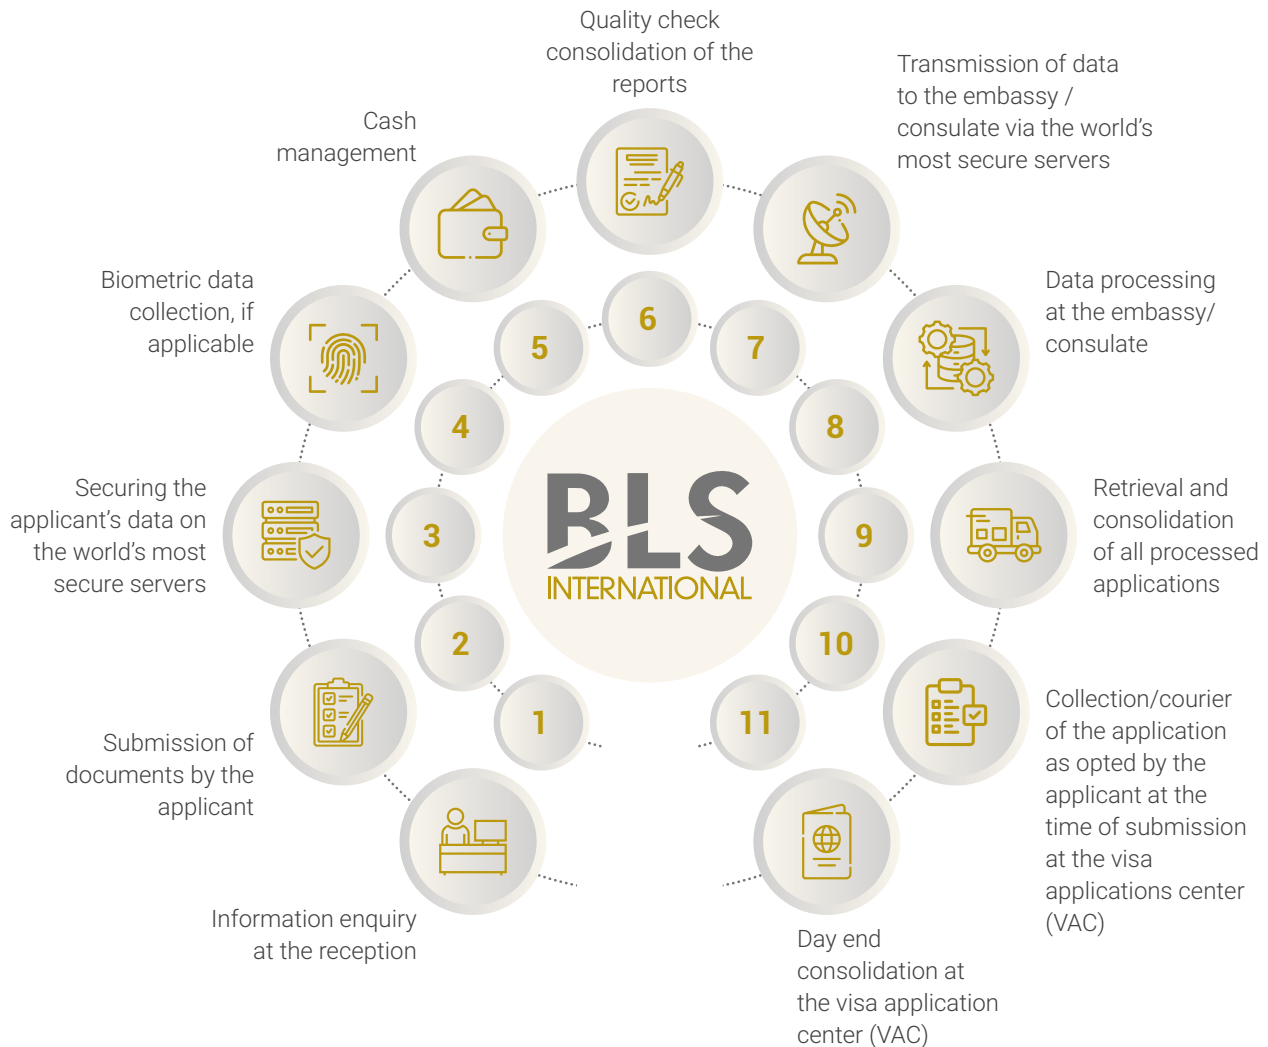 Quality check
consolidation of the
reports
Transmission of data
to the embassy /
consulate via the world's
most secure servers
Cash
management
Biometric data
collection, if
applicable
Data processing
at the embassy/
consulate
Securing the
applicant's data on
the world's most
secure servers
Retrieval and
consolidation
of all processed
applications
Submission of
documents by the
applicant
Collection/courier
of the application
as opted by the
applicant at the
time of submission
at the visa
applications center
(VAC)
Information enquiry
at the reception
Day end
consolidation at
the visa application
center (VAC)
1
2
3
4
5
6
7
8
9
10
11
BLS
INTERNATIONAL